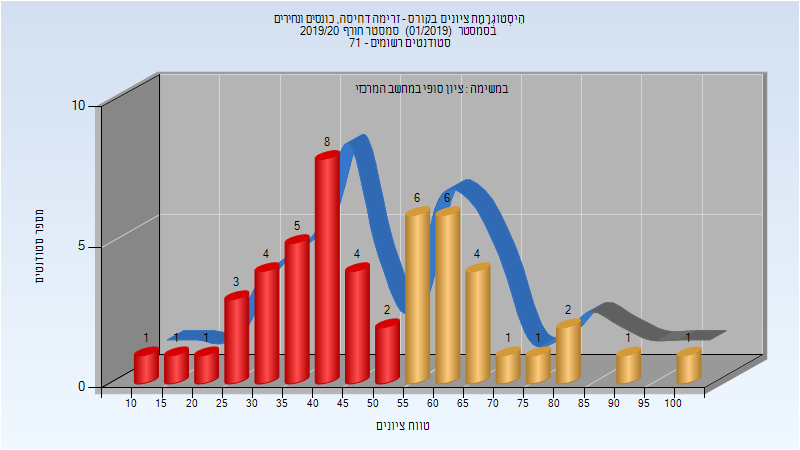 הִיסְטוֹגְרָמַת ציונים בקורס - זרימה דחיסה, כונסים ונחירים
בסמסטר (01/2019) סמסטר חורף 2019/20
סטודנטים רשומים - 71
במשימה : ציון סופי במחשב המרכזי
10
5
0
מספר סטודנטים
1 1 1 3 4 5 8 4 2 6 6 4 1 1 2 1 1
10 15 20 25 30 35 40 45 50 55 60 65 70 75 80 85 90 95 100
טווח ציונים